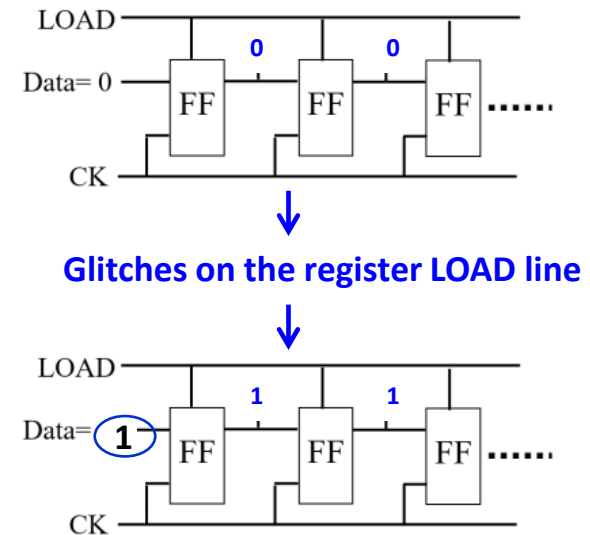 LOAD
0 0
Data= 0
FF FF FF ......
CK
Glitches on the register LOAD line
LOAD
1 1
Data= 1
FF FF FF ......
CK